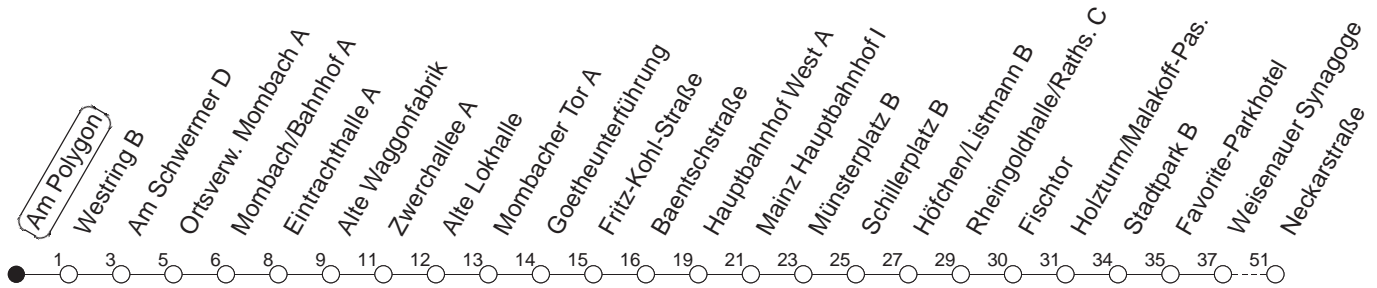 Am Polygon
Westring B
Am Schwermer D
Ortsverw. Mombach A
Mombach/Bahnhof A
Eintrachthalle A
Alte Waggonfabrik
Zwerchallee A
Alte Lokhalle
Mombacher Tor A
Goetheunterführung
Fritz-Kohl-Straße
Baentschstraße
Hauptbahnhof West A
Mainz Hauptbahnhof I
Münsterplatz B
Schillerplatz B
Höfchen/Listmann B
Rheingoldhalle/Raths. C
Fischtor
Holzturm/Malakoff-Pas.
Stadtpark B
Favorite-Parkhotel
Weisenauer Synagoge
Neckarstraße
1 3 5 6 8 9 11 12 13 14 15 16 19 21 23 25 27 29 30 31 34 35 37 51